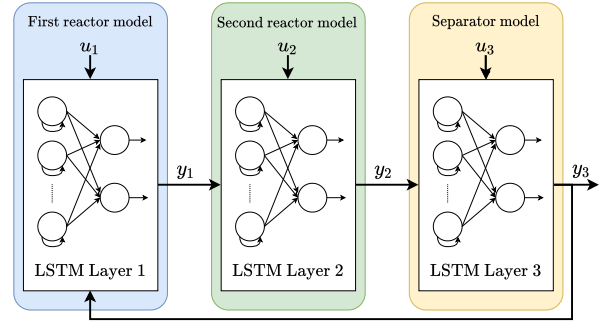 First reactor model
Second reactor model
Separator model
u1
u2
u3
y1
y2
y3
LSTM Layer 1
LSTM Layer 2
LSTM Layer 3